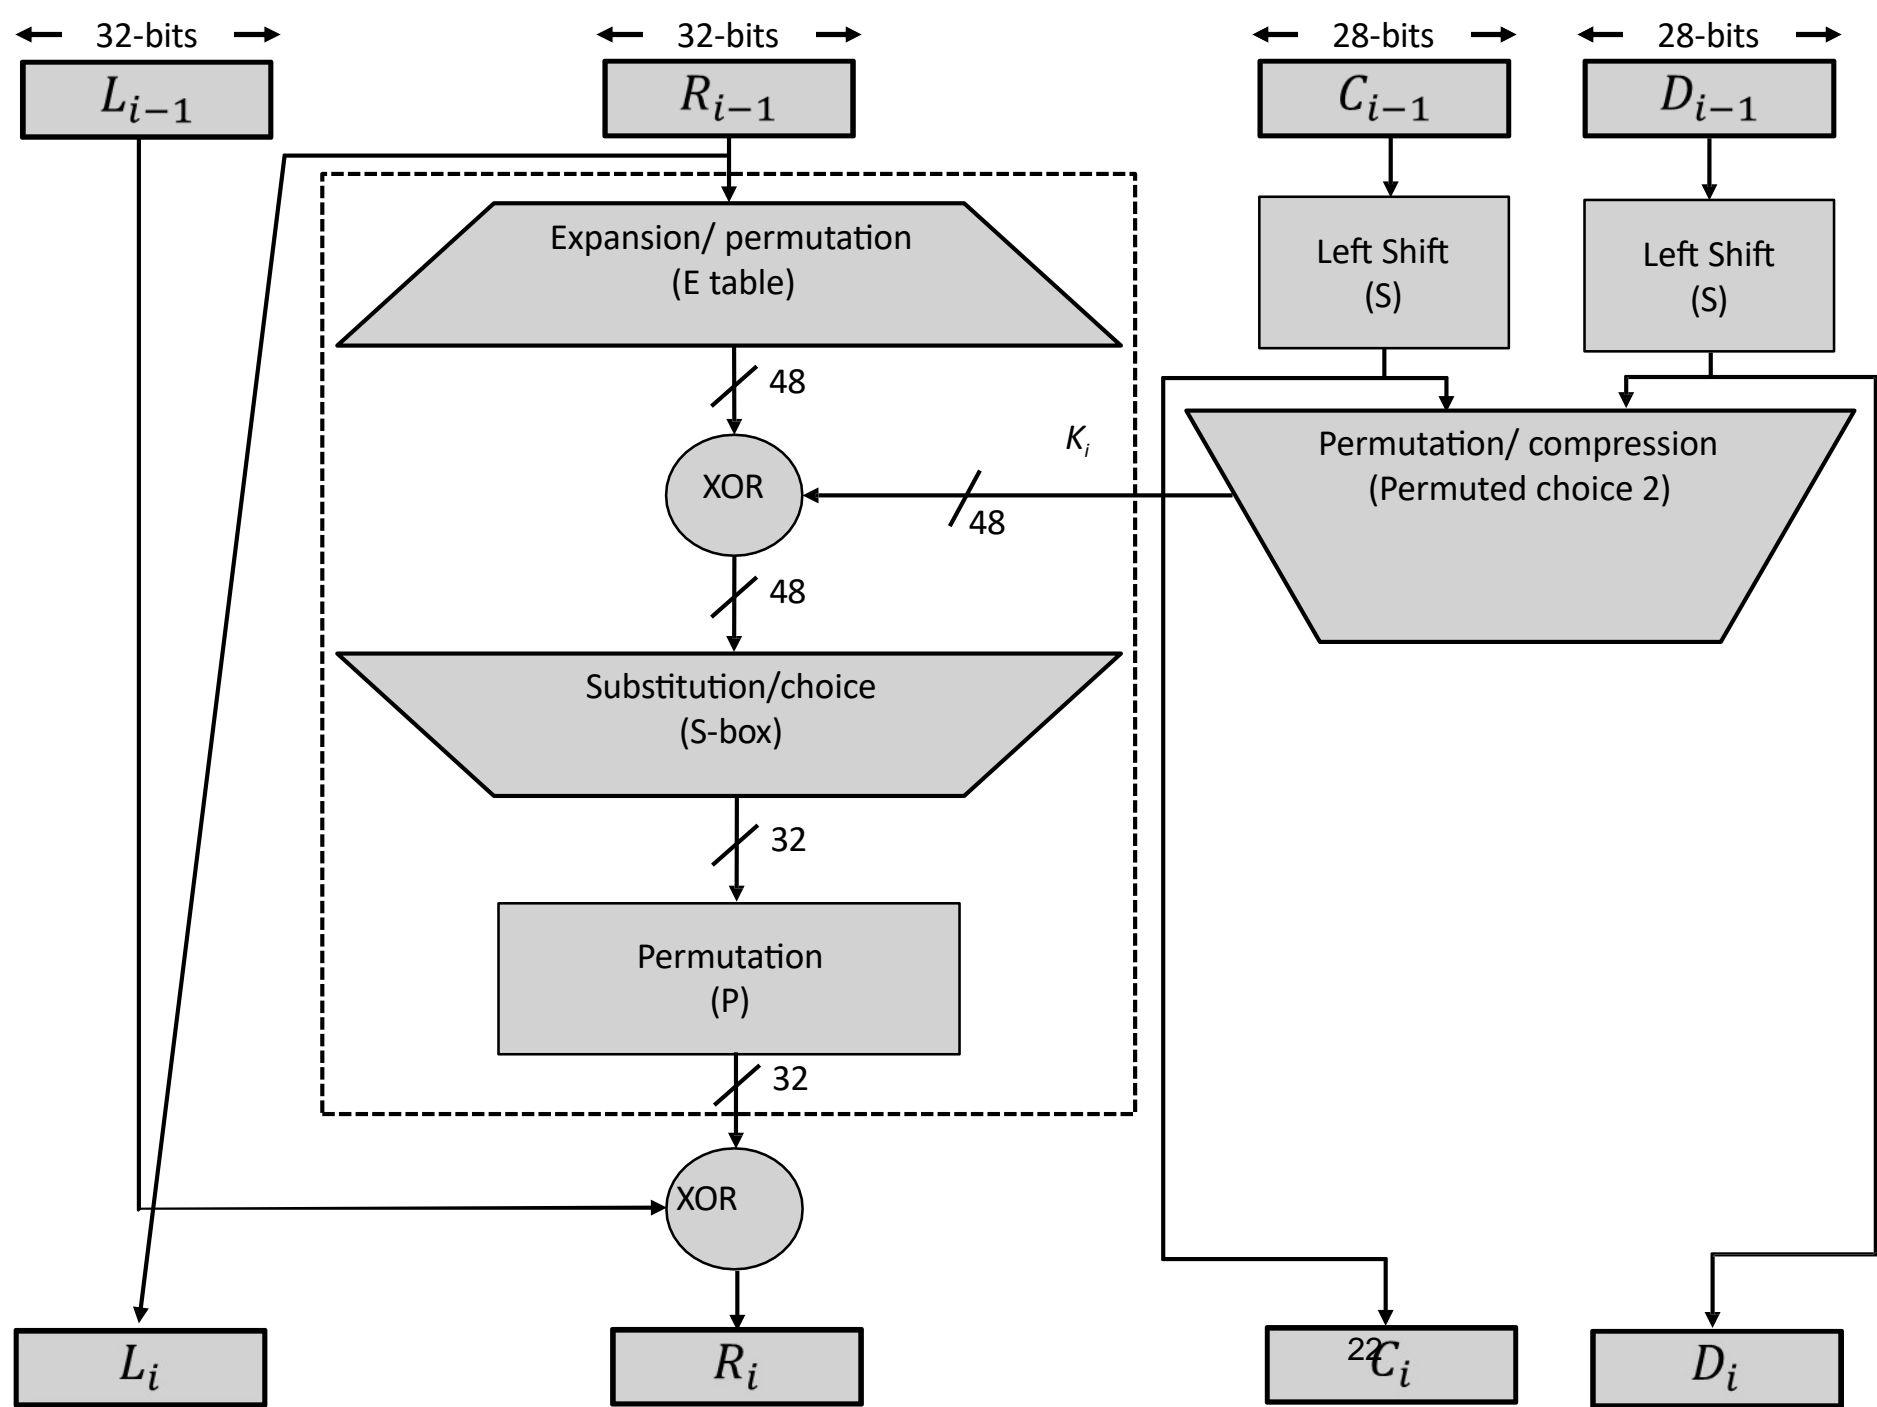 32-bits
32-bits
28-bits
28-bits
L_{i-1}
R_{i-1}
C_{i-1}
D_{i-1}
Expansion/ permutation
(E table)
Left Shift
(S)
Left Shift
(S)
48
K_i
Permutation/ compression
(Permuted choice 2)
XOR
48
48
Substitution/choice
(S-box)
32
Permutation
(P)
32
XOR
L_i
R_i
22
C_i
D_i